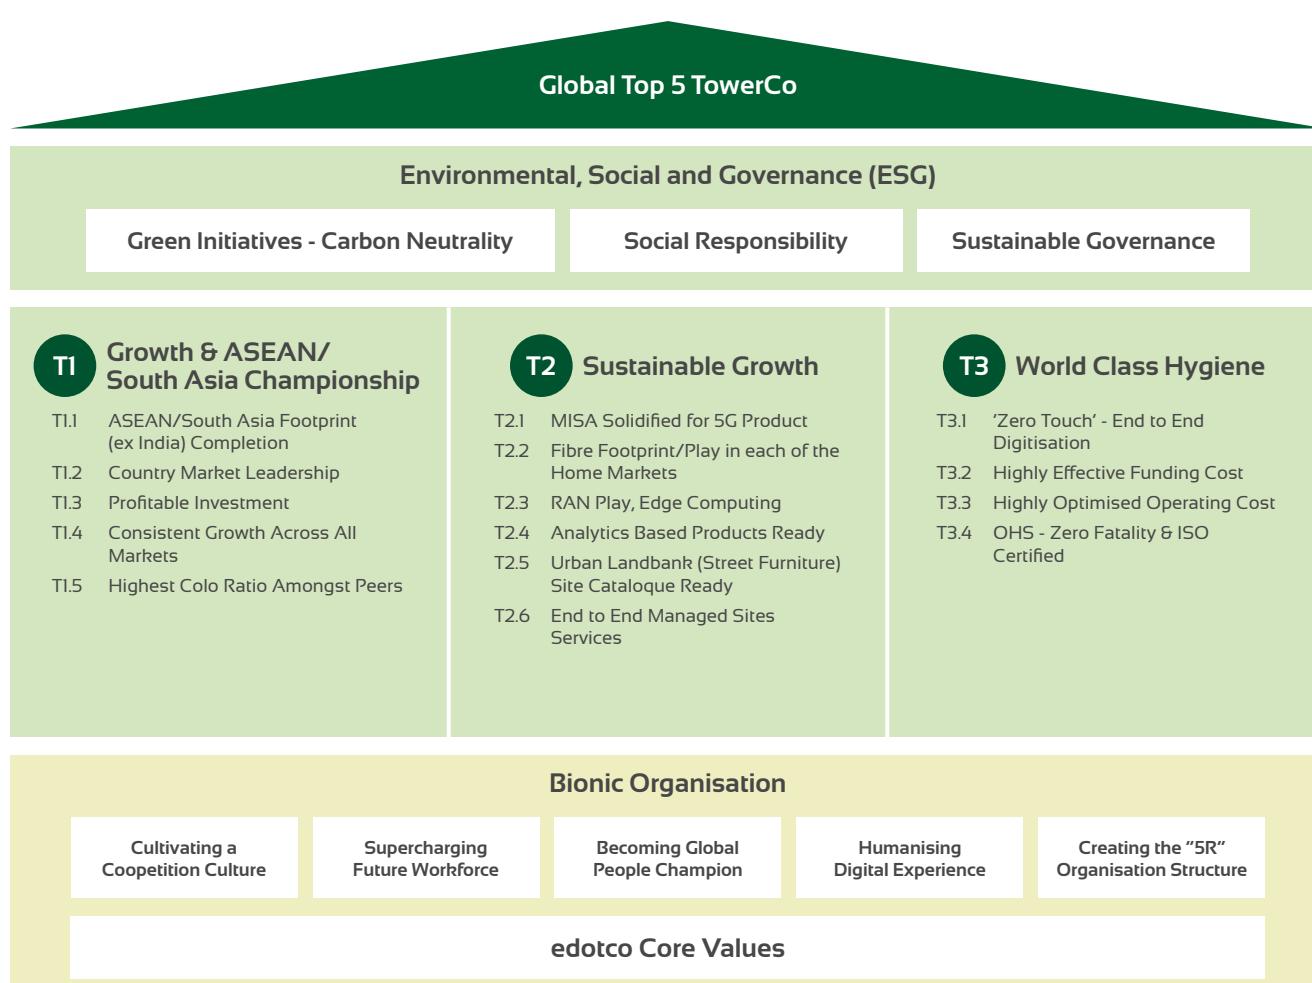 Global Top 5 TowerCo
Environmental, Social and Governance (ESG)
Green Initiatives - Carbon Neutrality
Social Responsibility
Sustainable Governance
T1
Growth & ASEAN/
South Asia Championship
T1.1 ASEAN/South Asia Footprint
(ex India) Completion
T1.2 Country Market Leadership
T1.3 Profitable Investment
T1.4 Consistent Growth Across All
Markets
T1.5 Highest Colo Ratio Amongst Peers
T2 Sustainable Growth
T2.1 MISA Solidified for 5G Product
T2.2 Fibre Footprint/Play in each of the
Home Markets
T2.3 RAN Play, Edge Computing
T2.4 Analytics Based Products Ready
T2.5 Urban Landbank (Street Furniture)
Site Cataloque Ready
T2.6 End to End Managed Sites
Services
T3 World Class Hygiene
T3.1 'Zero Touch' - End to End
Digitisation
T3.2 Highly Effective Funding Cost
T3.3 Highly Optimised Operating Cost
T3.4 OHS - Zero Fatality & ISO
Certified
Bionic Organisation
Cultivating a
Coopetition Culture
Supercharging
Future Workforce
Becoming Global
People Champion
Humanising
Digital Experience
Creating the "5R"
Organisation Structure
edotco Core Values